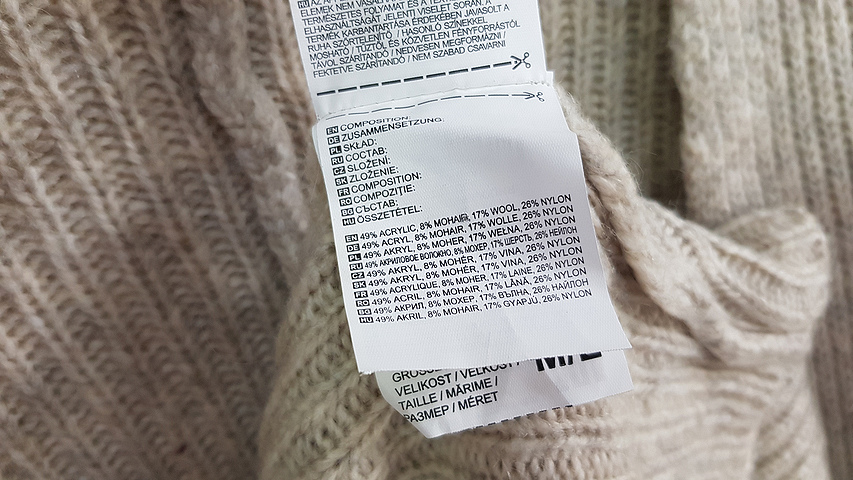 HU AZ
ELEMEK NEM
TERMÉSZETES FOLYAMAT ÉS A
ELHASZNÁLTSÁGÁT JELENTI VISELET SORÁN. A
TERMÉK KARBANTARTÁSA ÉRDEKÉBEN JAVASOLT A
RUHA SZŐRTELENÍTŐ / HASONLÓ SZÍNEKKEL
MOSHATÓ / TŰZTŐL ÉS KÖZVETLEN FÉNYFORRÁSTÓL
TÁVOL SZÁRÍTANDÓ / NEDVESEN MEGFORMÁZNI /
FEKTETVE SZÁRÍTANDÓ / NEM SZABAD CSAVARNI
EN COMPOSITION:
DE ZUSAMMENSETZUNG:
PL SKŁAD:
RU СОСТАВ:
CZ SLOŽENÍ:
SK ZLOŽENIE:
FR COMPOSITION:
RO COMPOZIȚIE:
BG СЪСТАВ:
HU ÖSSZETÉTEL:
EN 49% ACRYLIC, 8% MOHAIR, 17% WOOL, 26% NYLON
DE 49% ACRYL, 8% MOHAIR, 17% WOLLE, 26% NYLON
PL 49% AKRYL, 8% MOHER, 17% WEŁNA, 26% NYLON
RU 49% АКРИЛОВОЕ ВОЛОКНО, 8% МОХЕР, 17% ШЕРСТЬ, 26% НЕЙЛОН
CZ 49% AKRYL, 8% MOHÉR, 17% VLNA, 26% NYLON
SK 49% AKRYL, 8% MOHÉR, 17% VLNA, 26% NYLON
FR 49% ACRYLIQUE, 8% MOHER, 17% LAINE, 26% NYLON
RO 49% ACRIL, 8% MOHAIR, 17% LÂNĂ, 26% NYLON
BG 49% АКРИЛ, 8% МОХЕР, 17% ВЪЛНА, 26% НАЙЛОН
HU 49% AKRIL, 8% MOHAIR, 17% GYAPJÚ, 26% NYLON
M/L
VELIKOST / VEĽKOSŤ /
TAILLE / MĂRIME /
РАЗМЕР / MÉRET